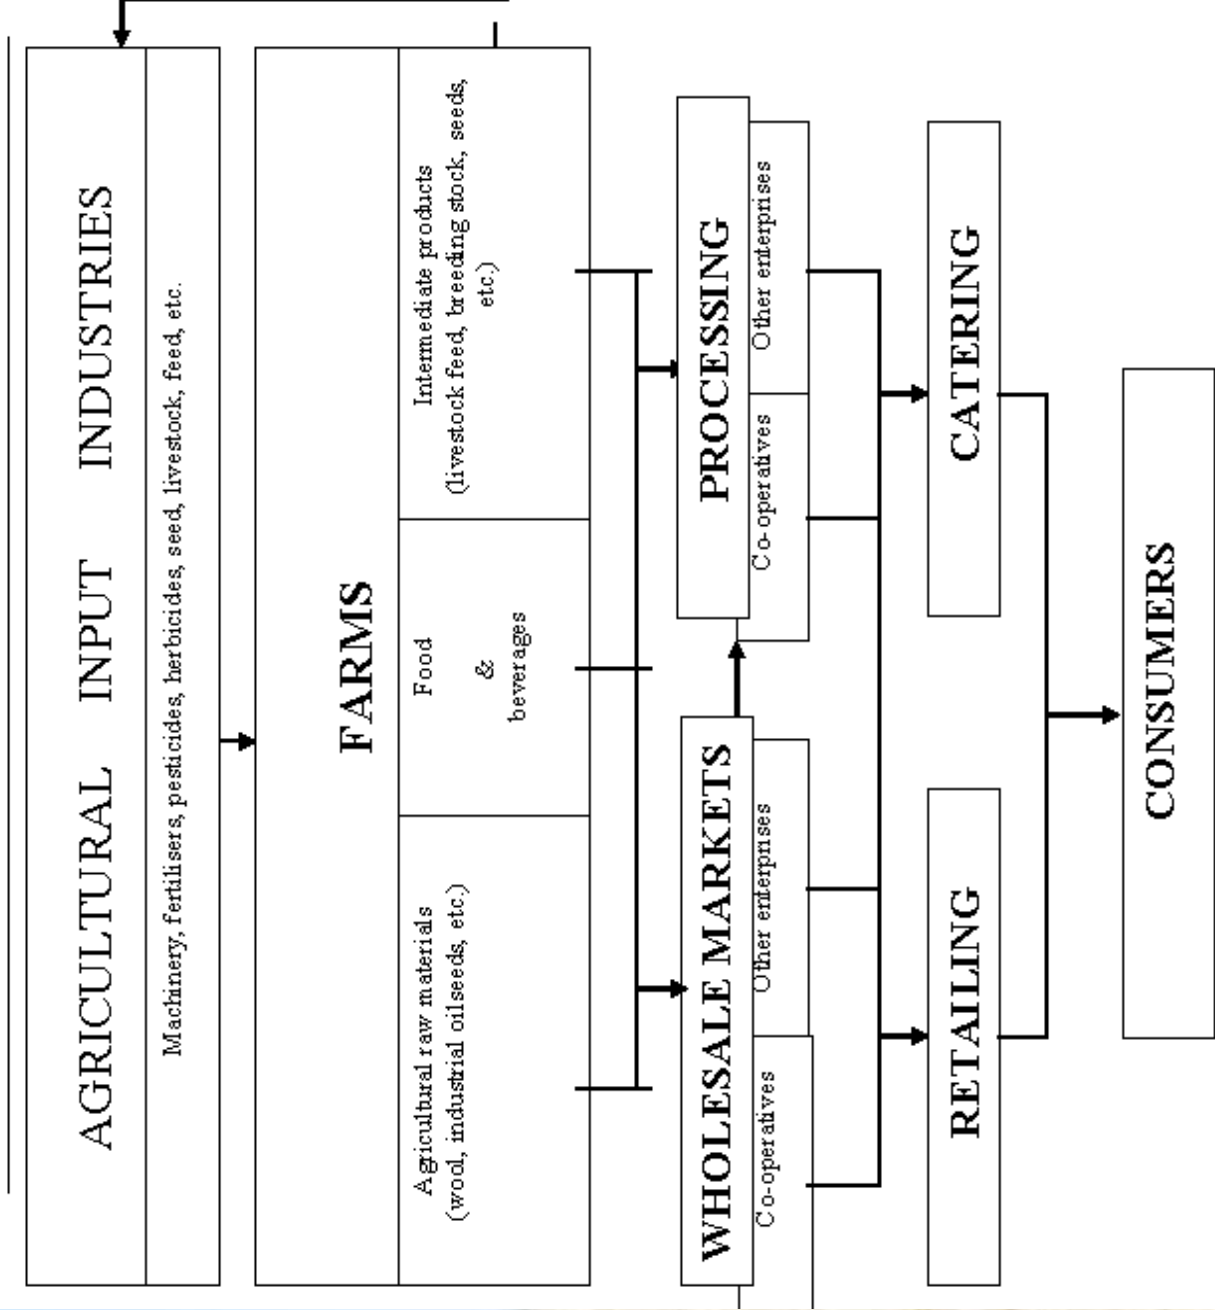 AGRICULTURAL INPUT INDUSTRIES
Machinery, fertilisers, pesticides, herbicides, seed, livestock, feed, etc.
FARMS
Agricultural raw materials
(wool, industrial oilseeds, etc.)
Food
&
beverages
Intermediate products
(livestock feed, breeding stock, seeds,
etc.)
WHOLESALE MARKETS
Co-operatives
Other enterprises
PROCESSING
Co-operatives
Other enterprises
RETAILING
CATERING
CONSUMERS